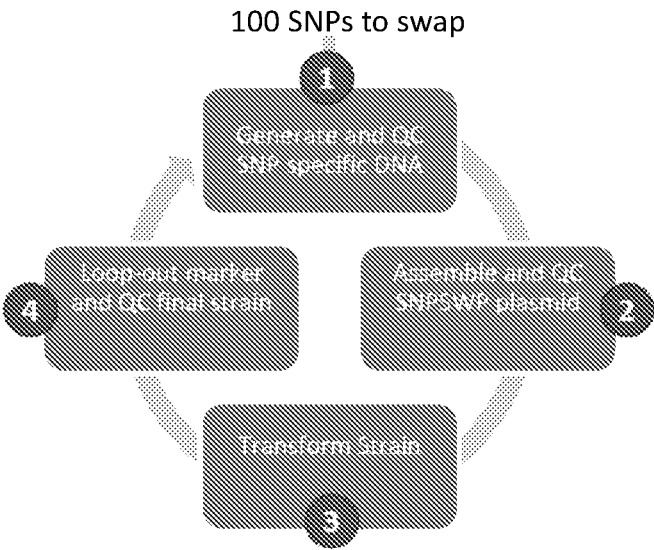 100 SNPs to swap
1
Generate and QC
SNP specific DNA
Assemble and QC
SNPSWP plasmid
2
Transform Strain
3
Loop-out marker
and QC final strain
4